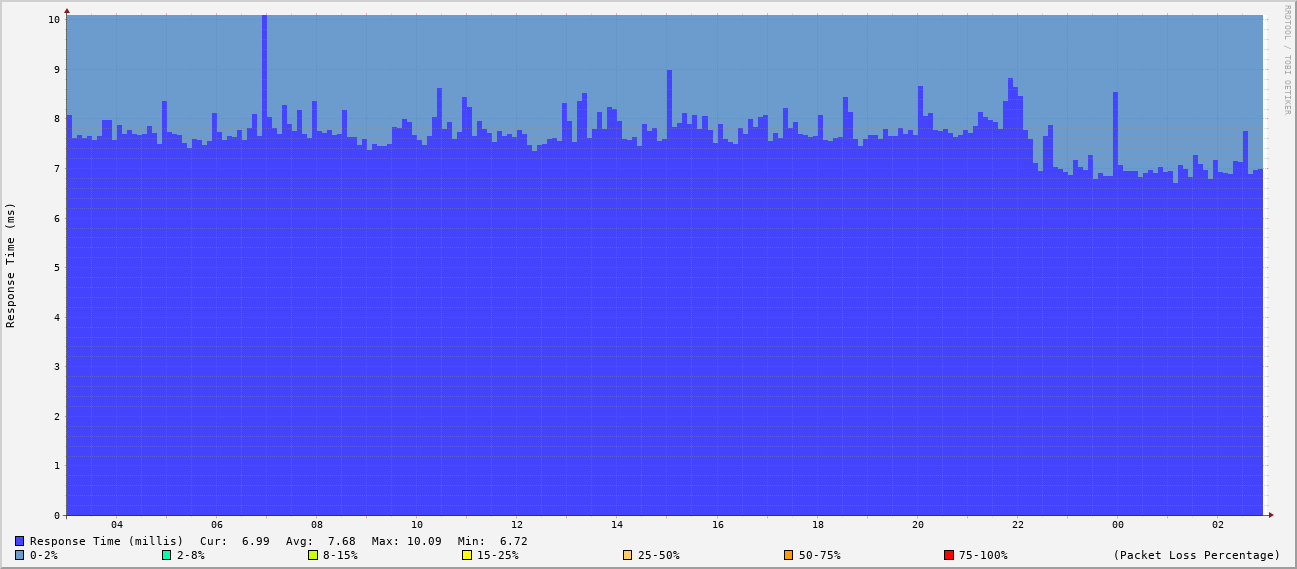 RRDTOOL / TOBI OETIKER
Response Time (ms)
10
9
8
7
6
5
4
3
2
1
0
04 06 08 10 12 14 16 18 20 22 00 02
Response Time (millis) Cur: 6.99 Avg: 7.68 Max: 10.09 Min: 6.72
0-2% 2-8% 8-15% 15-25% 25-50% 50-75% 75-100% (Packet Loss Percentage)